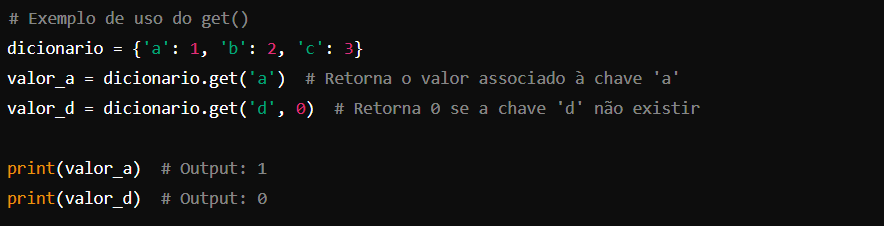 # Exemplo de uso do get()
dicionario = {'a': 1, 'b': 2, 'c': 3}
valor_a = dicionario.get('a')  # Retorna o valor associado à chave 'a'
valor_d = dicionario.get('d', 0)  # Retorna 0 se a chave 'd' não existir
print(valor_a)  # Output: 1
print(valor_d)  # Output: 0